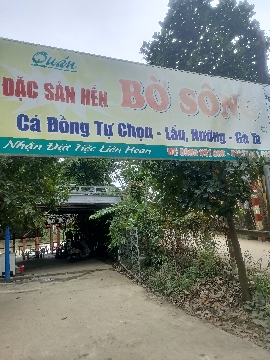 Quán
ĐẶC SẢN HẾN BỜ SÔNG
Cá Đồng Tự Chọn - Lẩu, Nướng - Gà Ta
Nhận Đặt Tiệc Liên Hoan